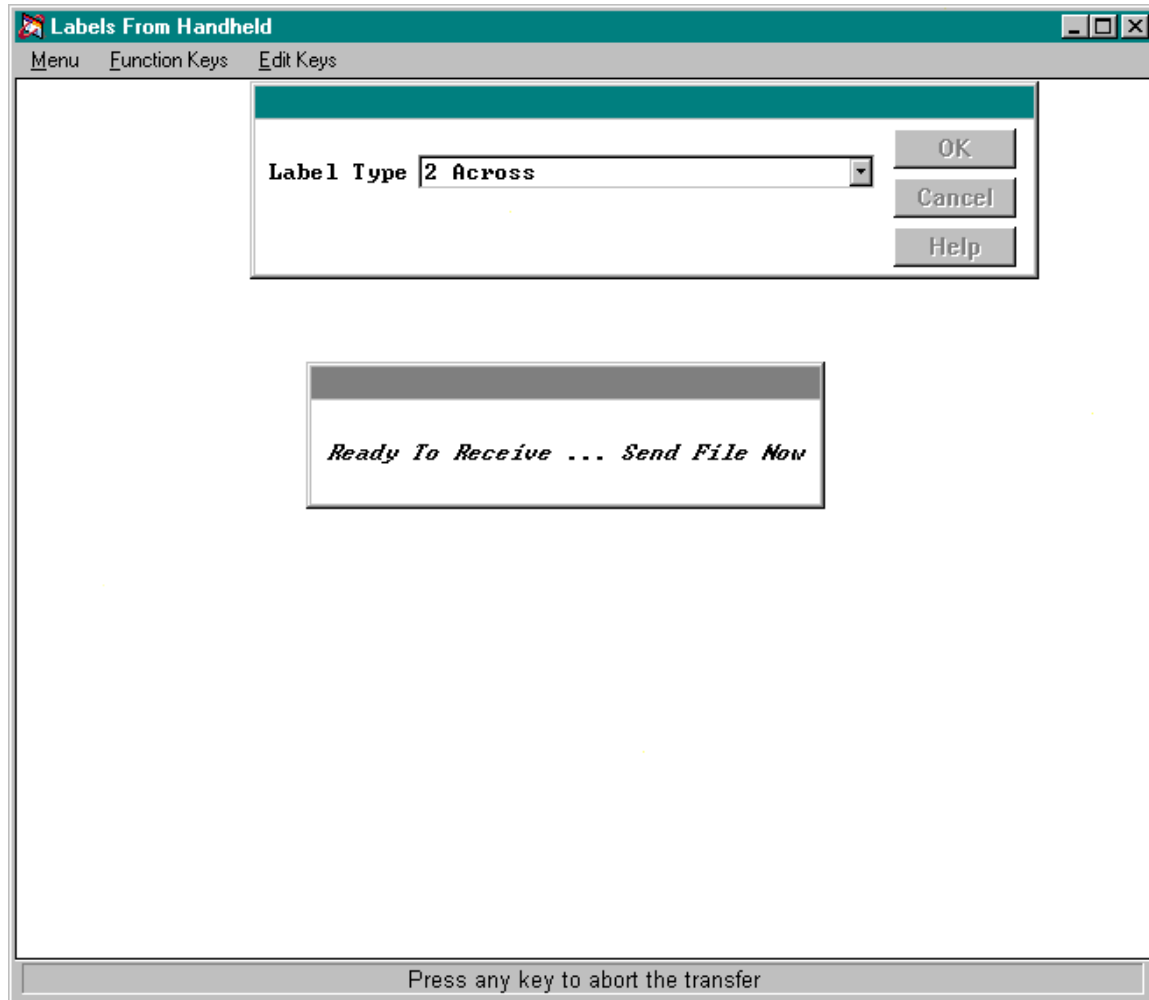 Labels From Handheld
Menu Function Keys Edit Keys
Label Type 2 Across
OK
Cancel
Help
Ready To Receive ... Send File Now
Press any key to abort the transfer